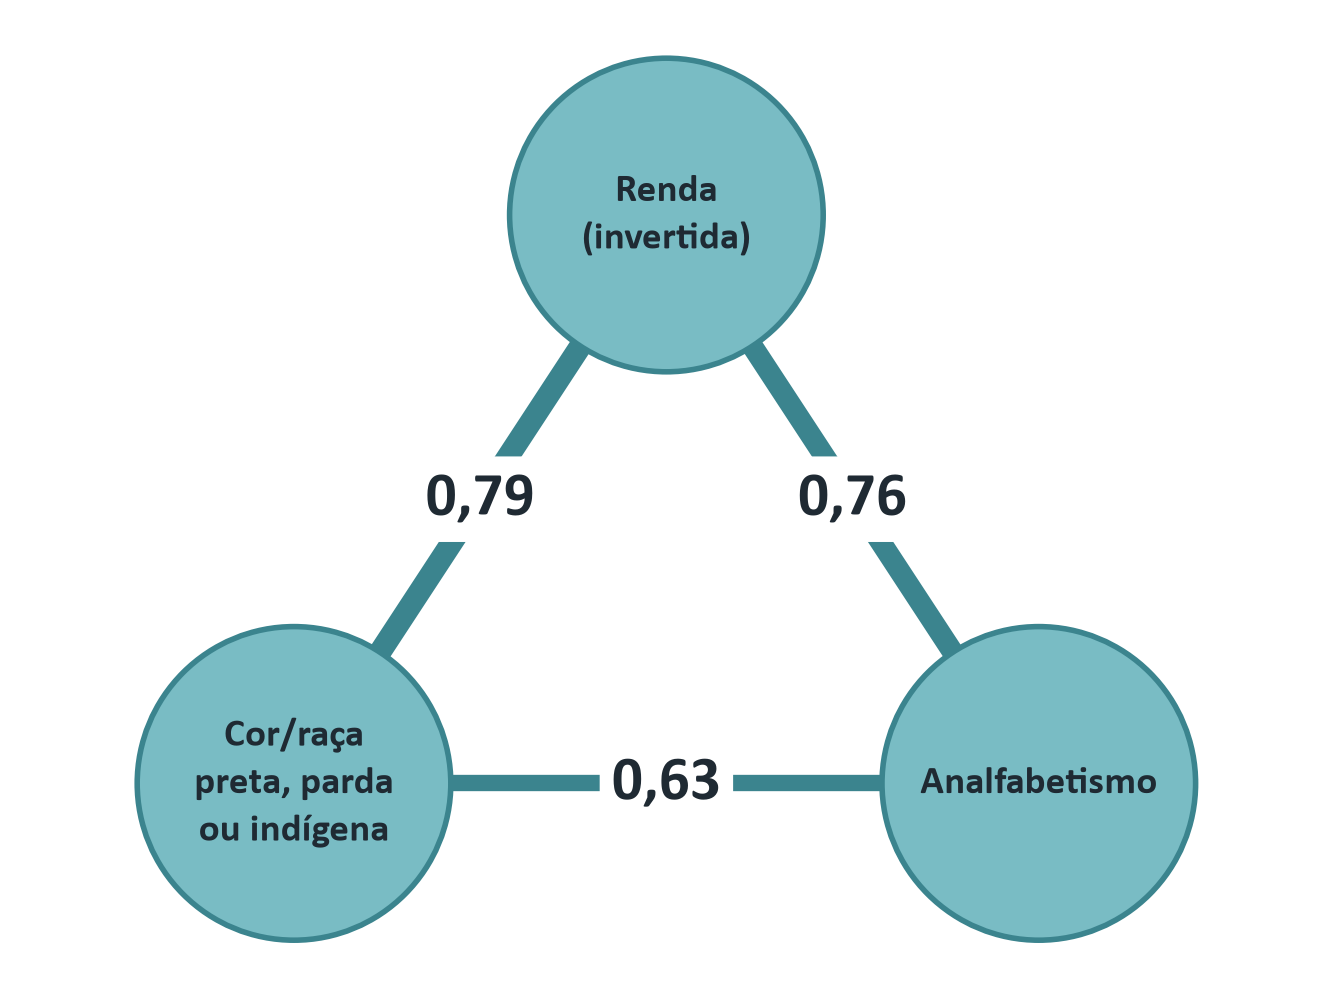 Renda
(invertida)
0,79
0,76
Cor/raça
preta, parda
ou indígena
0,63
Analfabetismo